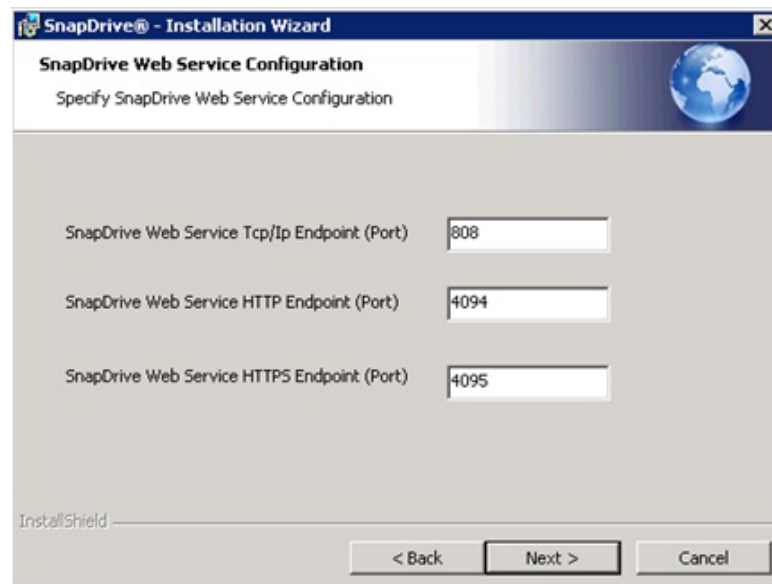 SnapDrive® - Installation Wizard
SnapDrive Web Service Configuration
Specify SnapDrive Web Service Configuration
SnapDrive Web Service Tcp/Ip Endpoint (Port) 808
SnapDrive Web Service HTTP Endpoint (Port) 4094
SnapDrive Web Service HTTPS Endpoint (Port) 4095
InstallShield
< Back Next > Cancel